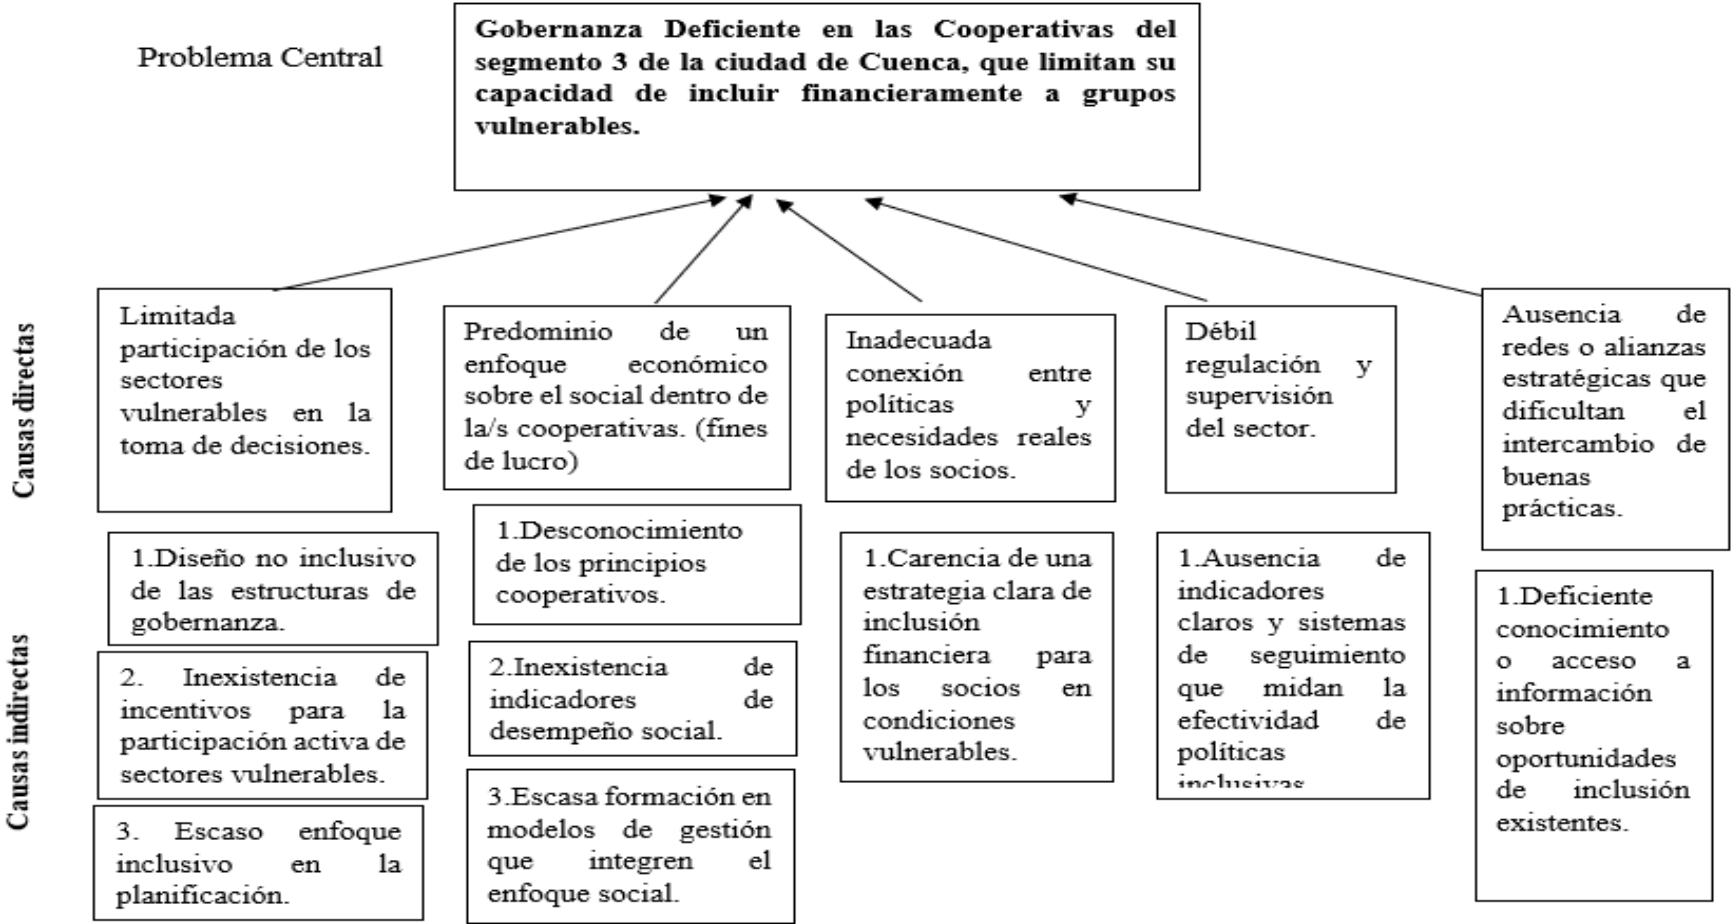 Problema Central
Gobernanza Deficiente en las Cooperativas del
segmento 3 de la ciudad de Cuenca, que limitan su
capacidad de incluir financieramente a grupos
vulnerables.
Causas directas
Limitada
participación de los
sectores
vulnerables en la
toma de decisiones.
Predominio de un
enfoque económico
sobre el social dentro de
la/s cooperativas. (fines
de lucro)
Inadecuada
conexión entre
políticas y
necesidades reales
de los socios.
Débil
regulación y
supervisión
del sector.
Ausencia de
redes o alianzas
estratégicas que
dificultan el
intercambio de
buenas
prácticas.
Causas indirectas
1.Diseño no inclusivo
de las estructuras de
gobernanza.
2. Inexistencia de
incentivos para la
participación activa de
sectores vulnerables.
3. Escaso enfoque
inclusivo en la
planificación.
1.Desconocimiento
de los principios
cooperativos.
2.Inexistencia de
indicadores de
desempeño social.
3.Escasa formación en
modelos de gestión
que integren el
enfoque social.
1.Carencia de una
estrategia clara de
inclusión
financiera para
los socios en
condiciones
vulnerables.
1.Ausencia de
indicadores
claros y sistemas
de seguimiento
que midan la
efectividad de
políticas
inclusivas
1.Deficiente
conocimiento
o acceso a
información
sobre
oportunidades
de inclusión
existentes.